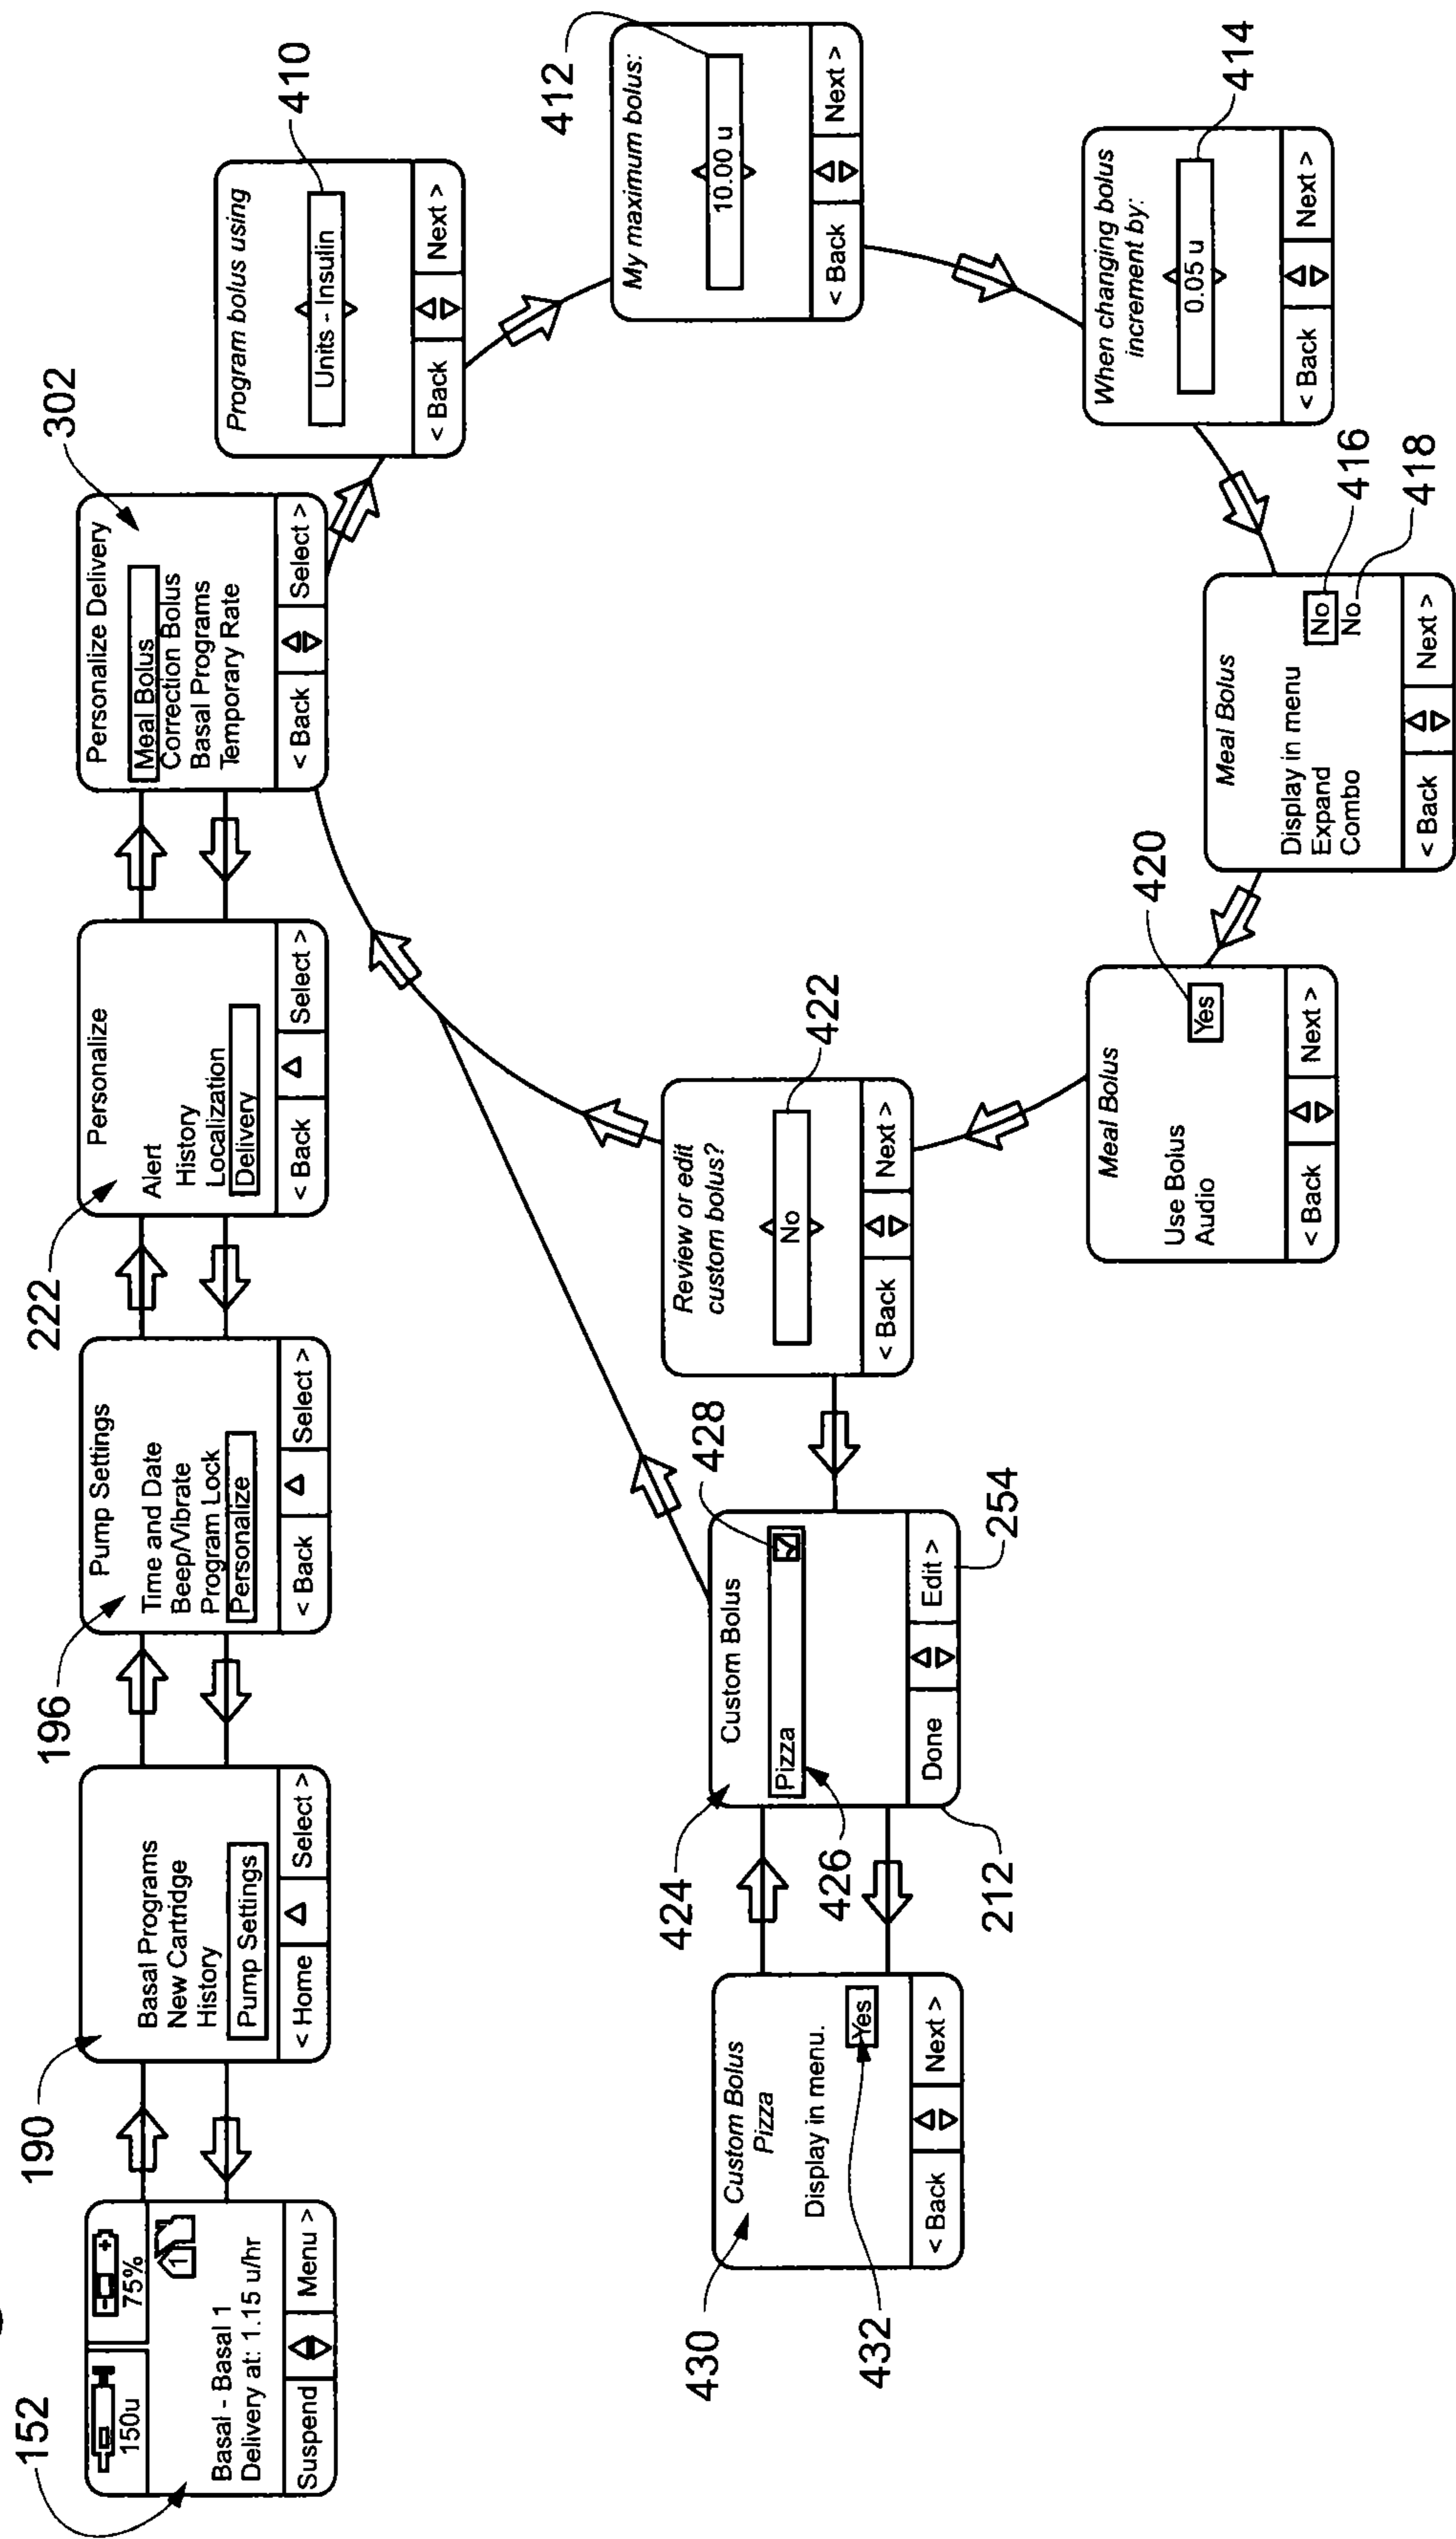 152
150u
75%
1
Basal - Basal 1
Delivery at: 1.15 u/hr
Suspend
Menu >
190
Basal Programs
New Cartridge
History
Pump Settings
< Home
Select >
196
Pump Settings
Time and Date
Beep/Vibrate
Program Lock
Personalize
< Back
Select >
222
Personalize
Alert
History
Localization
Delivery
< Back
Select >
302
Personalize Delivery
Meal Bolus
Correction Bolus
Basal Programs
Temporary Rate
< Back
Select >
410
Program bolus using
Units - Insulin
< Back
Next >
412
My maximum bolus:
10.00 u
< Back
Next >
414
When changing bolus
increment by:
0.05 u
< Back
Next >
Meal Bolus
Display in menu
Expand No
Combo No
416
418
< Back
Next >
420
Meal Bolus
Use Bolus
Audio Yes
< Back
Next >
422
Review or edit
custom bolus?
No
< Back
Next >
424
428
Custom Bolus
Pizza
426
Done
Edit >
212
254
430
Custom Bolus
Pizza
Display in menu.
Yes
432
< Back
Next >